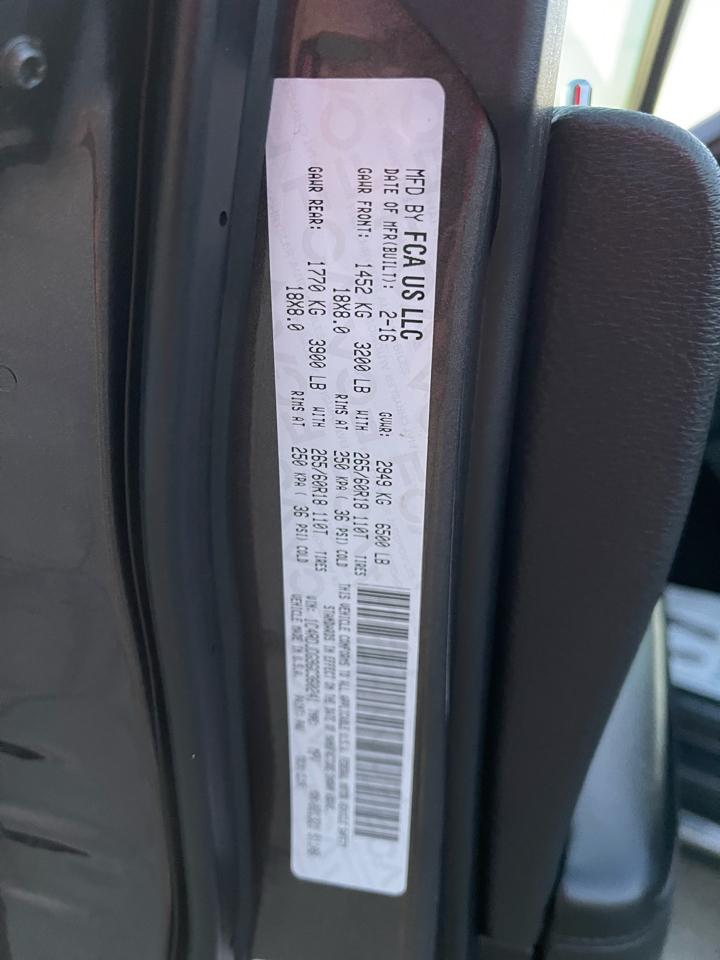 MFD BY FCA US LLC
DATE OF MFR(BUILT): 2-16 GVWR: 2949 KG 6500 LB
GAWR FRONT: 1452 KG 3200 LB WITH 265/60R18 110T TIRES
18X8.0 RIMS AT 250 KPA( 36 PSI) COLD
GAWR REAR: 1770 KG 3900 LB WITH 265/60R18 110T TIRES
18X8.0 RIMS AT 250 KPA( 36 PSI) COLD
THIS VEHICLE CONFORMS TO ALL APPLICABLE U.S.A. FEDERAL MOTOR VEHICLE SAFETY
STANDARDS IN EFFECT ON THE DATE OF MANUFACTURE SHOWN ABOVE.
VIN: TYPE: MPV
VEHICLE MADE IN U.S.A. PAINT: PAU